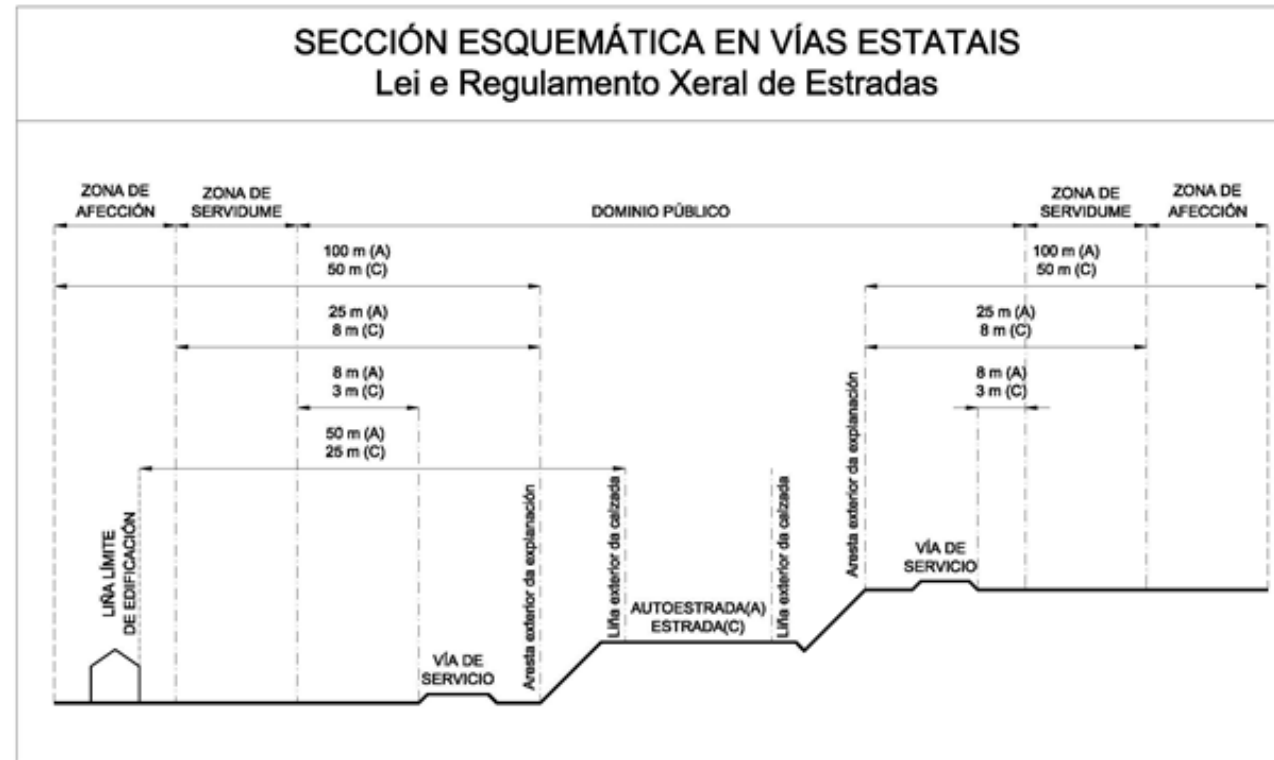 SECCIÓN ESQUEMÁTICA EN VÍAS ESTATAIS
Lei e Regulamento Xeral de Estradas
ZONA DE
AFECCIÓN
ZONA DE
SERVIDUME
DOMINIO PÚBLICO
ZONA DE
SERVIDUME
ZONA DE
AFECCIÓN
100 m (A)
50 m (C)
100 m (A)
50 m (C)
25 m (A)
8 m (C)
25 m (A)
8 m (C)
8 m (A)
3 m (C)
8 m (A)
3 m (C)
50 m (A)
25 m (C)
LIÑA LÍMITE
DE EDIFICACIÓN
VÍA DE
SERVICIO
Aresta exterior da explanación
Liña exterior da calzada
AUTOESTRADA(A)
ESTRADA(C)
Liña exterior da calzada
Aresta exterior da explanación
VÍA DE
SERVICIO